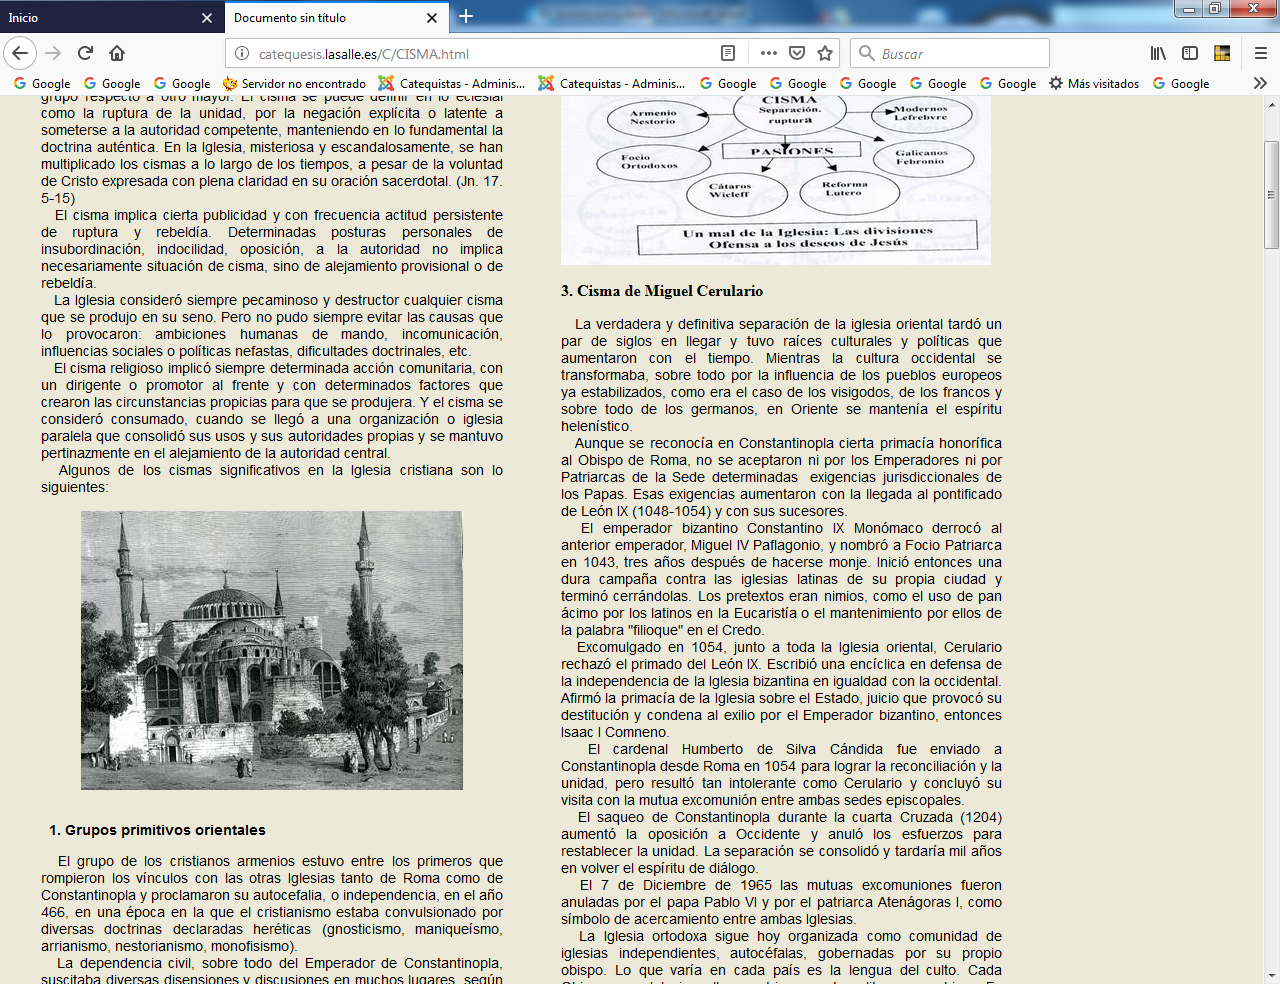 Inicio
Documento sin título
catequesis.lasalle.es/C/CISMA.html
Buscar
Google
Google
Google
Servidor no encontrado
Catequistas - Adminis...
Catequistas - Adminis...
Google
Google
Google
Google
Google
Más visitados
Google
grupo respecto a otro mayor. El cisma se puede definir en lo eclesial
como la ruptura de la unidad, por la negación explícita o latente a
someterse a la autoridad competente, manteniendo en lo fundamental la
doctrina auténtica. En la Iglesia, misteriosa y escandalosamente, se han
multiplicado los cismas a lo largo de los tiempos, a pesar de la voluntad
de Cristo expresada con plena claridad en su oración sacerdotal. (Jn. 17.
5-15)
El cisma implica cierta publicidad y con frecuencia actitud persistente
de ruptura y rebeldía. Determinadas posturas personales de
insubordinación, indocilidad, oposición, a la autoridad no implica
necesariamente situación de cisma, sino de alejamiento provisional o de
rebeldía.
La Iglesia consideró siempre pecaminoso y destructor cualquier cisma
que se produjo en su seno. Pero no pudo siempre evitar las causas que
lo provocaron: ambiciones humanas de mando, incomunicación,
influencias sociales o políticas nefastas, dificultades doctrinales, etc.
El cisma religioso implicó siempre determinada acción comunitaria, con
un dirigente o promotor al frente y con determinados factores que
crearon las circunstancias propicias para que se produjera. Y el cisma se
consideró consumado, cuando se llegó a una organización o iglesia
paralela que consolidó sus usos y sus autoridades propias y se mantuvo
pertinazmente en el alejamiento de la autoridad central.
Algunos de los cismas significativos en la Iglesia cristiana son lo
siguientes:
1. Grupos primitivos orientales
El grupo de los cristianos armenios estuvo entre los primeros que
rompieron los vínculos con las otras Iglesias tanto de Roma como de
Constantinopla y proclamaron su autocefalia, o independencia, en el año
466, en una época en la que el cristianismo estaba convulsionado por
diversas doctrinas declaradas heréticas (gnosticismo, maniqueísmo,
arrianismo, nestorianismo, monofisismo).
La dependencia civil, sobre todo del Emperador de Constantinopla,
suscitaba diversas disensiones y discusiones en muchos lugares, según
CISMA
Separación.
ruptura
Armenio
Nestorio
Modernos
Lefrebvre
PASIONES
Focio
Ortodoxos
Galicanos
Febronio
Cátaros
Wicleff
Reforma
Lutero
Un mal de la Iglesia: Las divisiones
Ofensa a los deseos de Jesús
3. Cisma de Miguel Cerulario
La verdadera y definitiva separación de la iglesia oriental tardó un
par de siglos en llegar y tuvo raíces culturales y políticas que
aumentaron con el tiempo. Mientras la cultura occidental se
transformaba, sobre todo por la influencia de los pueblos europeos
ya estabilizados, como era el caso de los visigodos, de los francos y
sobre todo de los germanos, en Oriente se mantenía el espíritu
helenístico.
Aunque se reconocía en Constantinopla cierta primacía honorífica
al Obispo de Roma, no se aceptaron ni por los Emperadores ni por
Patriarcas de la Sede determinadas exigencias jurisdiccionales de
los Papas. Esas exigencias aumentaron con la llegada al pontificado
de León IX (1048-1054) y con sus sucesores.
El emperador bizantino Constantino IX Monómaco derrocó al
anterior emperador, Miguel IV Paflagonio, y nombró a Focio Patriarca
en 1043, tres años después de hacerse monje. Inició entonces una
dura campaña contra las iglesias latinas de su propia ciudad y
terminó cerrándolas. Los pretextos eran nimios, como el uso de pan
ácimo por los latinos en la Eucaristía o el mantenimiento por ellos de
la palabra "filioque" en el Credo.
Excomulgado en 1054, junto a toda la Iglesia oriental, Cerulario
rechazó el primado del León IX. Escribió una encíclica en defensa de
la independencia de la Iglesia bizantina en igualdad con la occidental.
Afirmó la primacía de la Iglesia sobre el Estado, juicio que provocó su
destitución y condena al exilio por el Emperador bizantino, entonces
Isaac I Comneno.
El cardenal Humberto de Silva Cándida fue enviado a
Constantinopla desde Roma en 1054 para lograr la reconciliación y la
unidad, pero resultó tan intolerante como Cerulario y concluyó su
visita con la mutua excomunión entre ambas sedes episcopales.
El saqueo de Constantinopla durante la cuarta Cruzada (1204)
aumentó la oposición a Occidente y anuló los esfuerzos para
restablecer la unidad. La separación se consolidó y tardaría mil años
en volver el espíritu de diálogo.
El 7 de Diciembre de 1965 las mutuas excomuniones fueron
anuladas por el papa Pablo VI y por el patriarca Atenágoras I, como
símbolo de acercamiento entre ambas Iglesias.
La Iglesia ortodoxa sigue hoy organizada como comunidad de
iglesias independientes, autocéfalas, gobernadas por su propio
obispo. Lo que varía en cada país es la lengua del culto. Cada